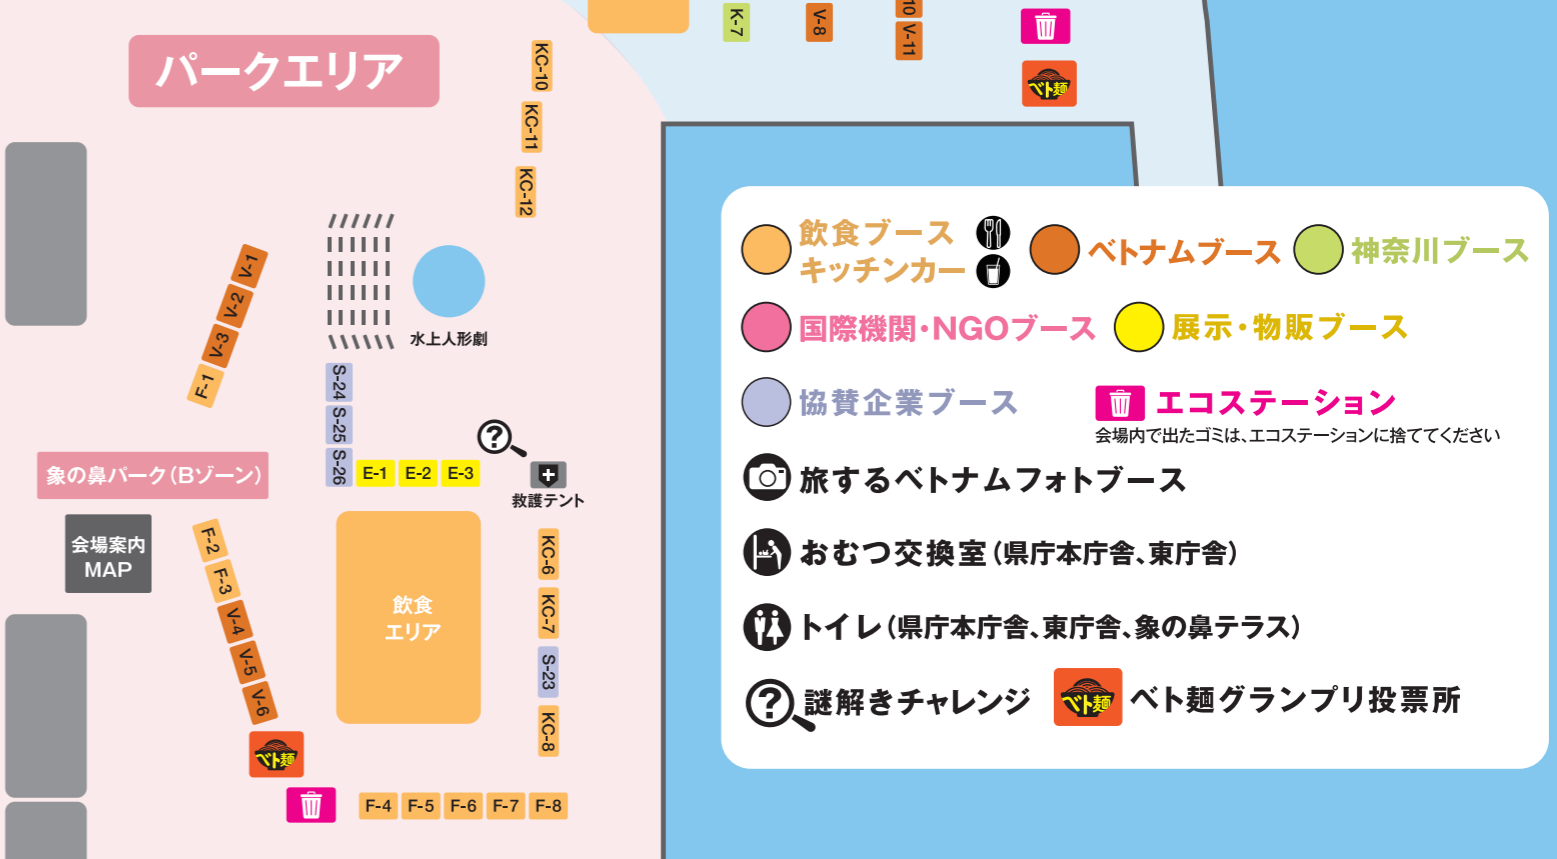 K-7
V-8
10
V-11
ベト麺
パークエリア
KC-10
KC-11
KC-12
V-1
V-2
V-3
F-1
水上人形劇
S-24
S-25
S-26
E-1
E-2
E-3
救護テント
象の鼻パーク(Bゾーン)
会場案内
MAP
F-2
F-3
V-4
V-5
V-6
ベト麺
飲食
エリア
KC-6
KC-7
S-23
KC-8
F-4
F-5
F-6
F-7
F-8
飲食ブース
キッチンカー
ベトナムブース
神奈川ブース
国際機関・NGOブース
展示・物販ブース
協賛企業ブース
エコステーション
会場内で出たゴミは、エコステーションに捨ててください
旅するベトナムフォトブース
おむつ交換室(県庁本庁舎、東庁舎)
トイレ(県庁本庁舎、東庁舎、象の鼻テラス)
謎解きチャレンジ
ベト麺
ベト麺グランプリ投票所